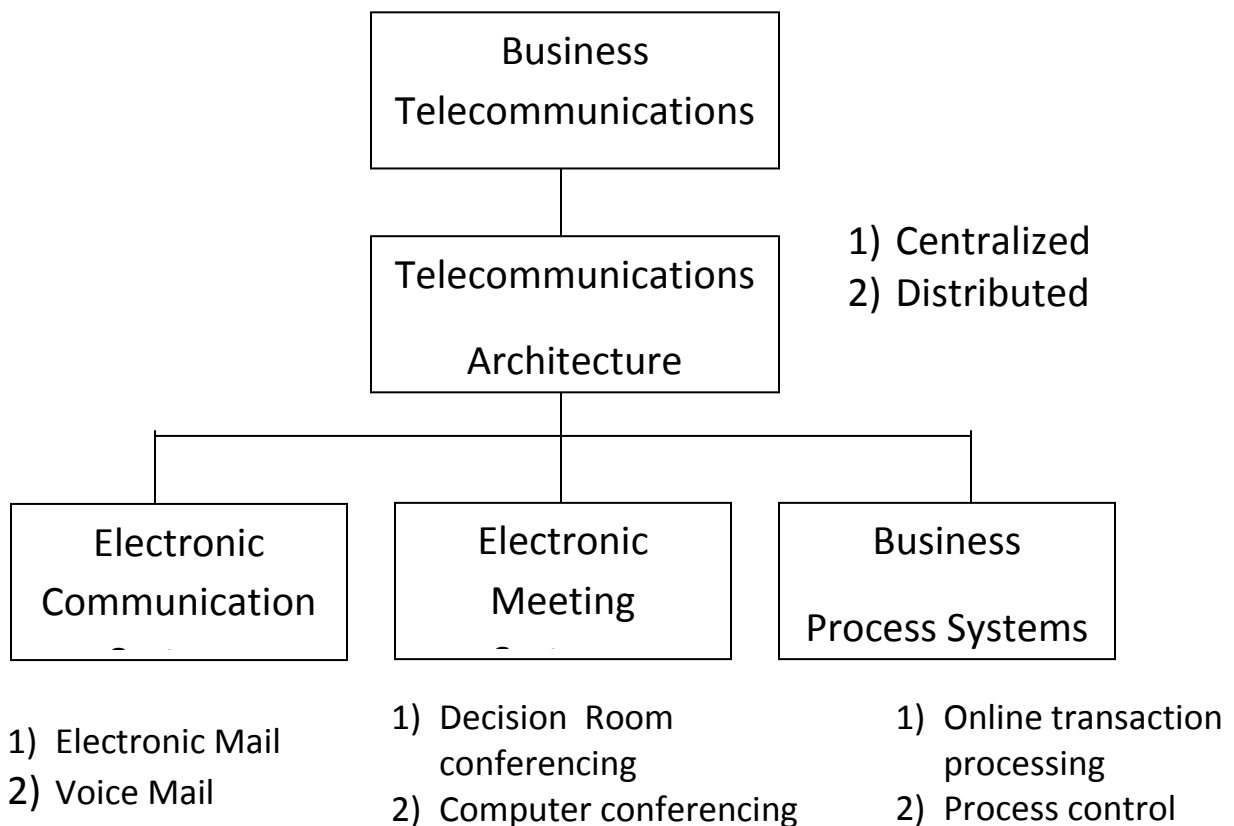 Business
Telecommunications
Telecommunications
Architecture
1) Centralized
2) Distributed
Electronic
Communication
Electronic
Meeting
Business
Process Systems
1) Electronic Mail
2) Voice Mail
1) Decision Room
conferencing
2) Computer conferencing
1) Online transaction
processing
2) Process control